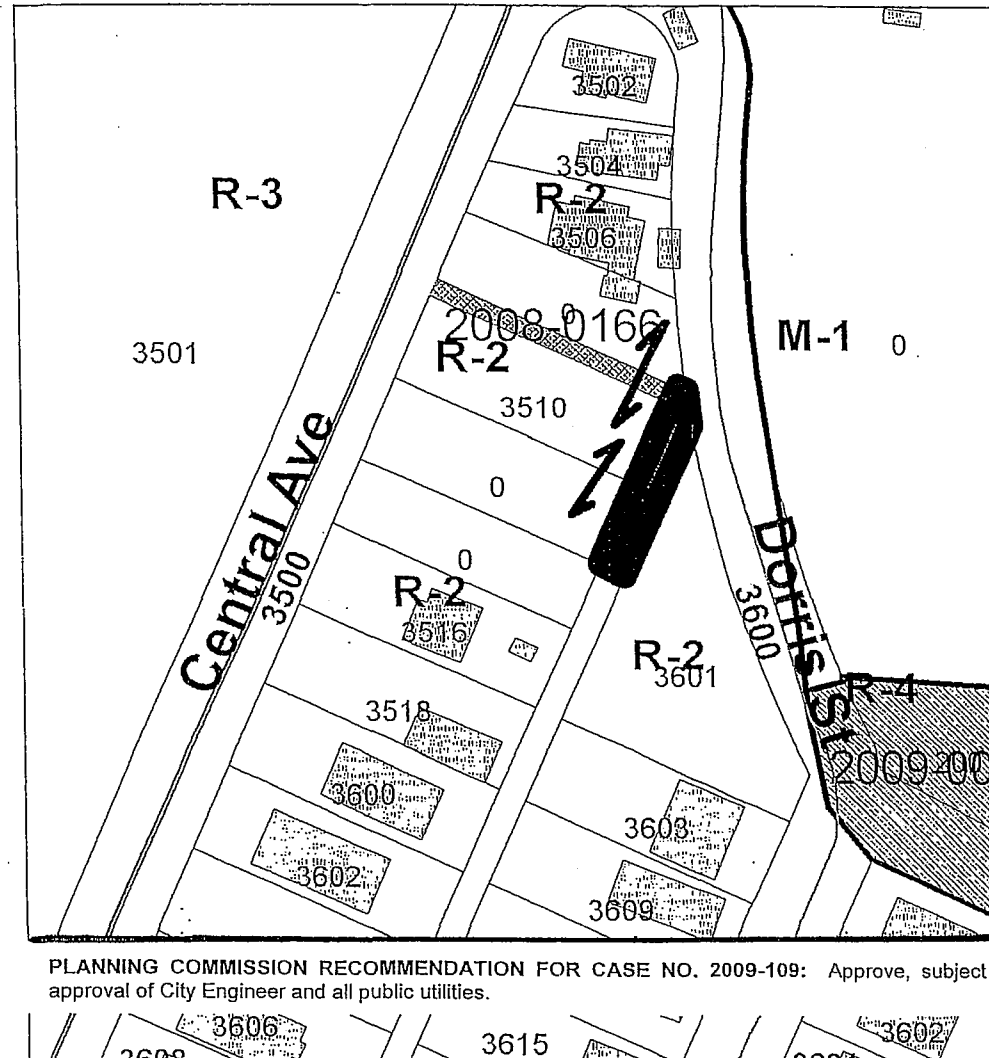 3502
3504
R-2
R-3
3506
2008-0166
0
M-1
0
R-2
3501
3510
Central Ave
0
0
3500
R-2
3516
Dorris St
3600
R-2
3601
R-4
3518
3600
3603
3602
3609
PLANNING COMMISSION RECOMMENDATION FOR CASE NO. 2009-109: Approve, subject
approval of City Engineer and all public utilities.
3606
3615
3602